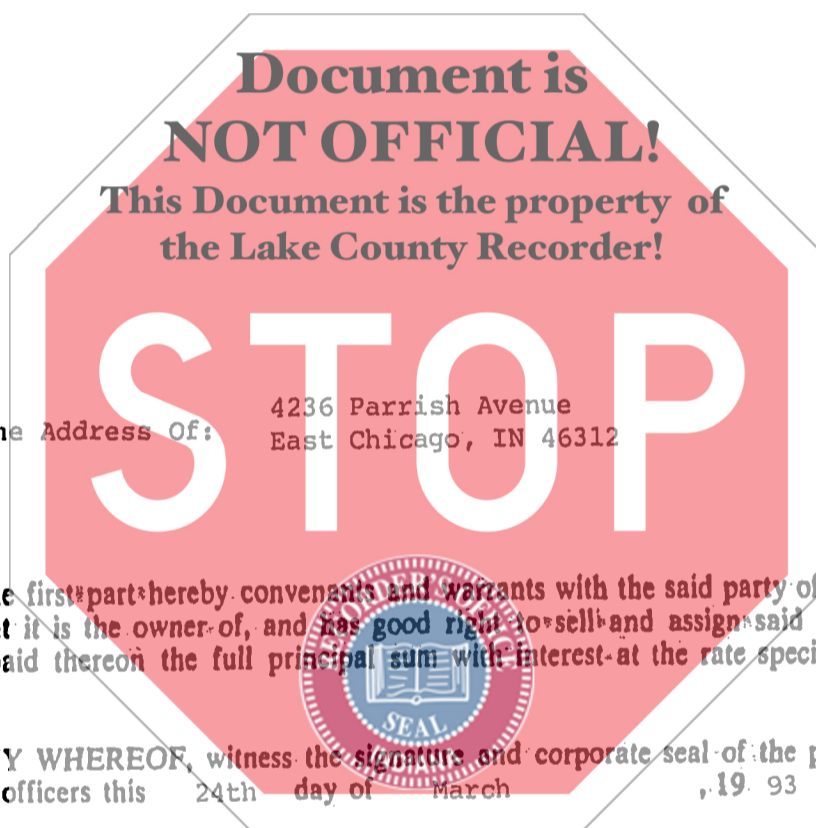 Document is
NOT OFFICIAL!
This Document is the property of
the Lake County Recorder!
STOP
4236 Parrish Avenue
Address Of:
East Chicago, IN 46312
first part hereby convenants and warrants with the said party of
it is the owner of, and has good right to sell and assign said
thereon the full principal sum with interest at the rate speci
RECORDER'S OFFICE
SEAL
INDIANA
Y WHEREOF, witness the signature and corporate seal of the p
officers this 24th day of March , 19 93